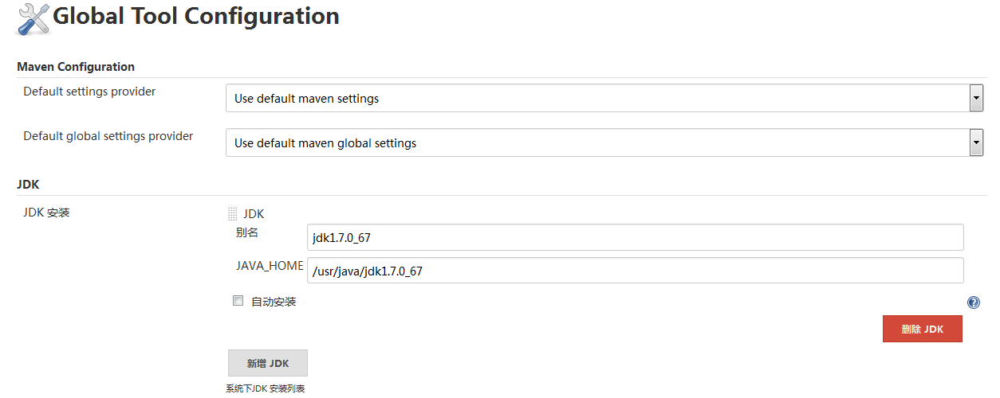 Global Tool Configuration
Maven Configuration
Default settings provider
Use default maven settings
Default global settings provider
Use default maven global settings
JDK
JDK 安装
JDK
别名
jdk1.7.0_67
JAVA_HOME
/usr/java/jdk1.7.0_67
自动安装
?
删除 JDK
新增 JDK
系统下JDK 安装列表